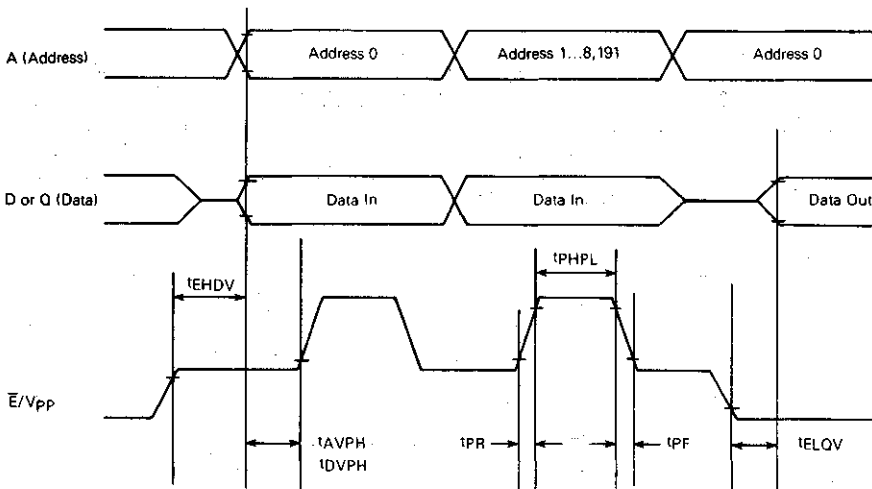 A (Address)
Address 0
Address 1...8,191
Address 0
D or Q (Data)
Data In
Data In
Data Out
tPHPL
tEHDV
E̅/VPP
tAVPH
tDVPH
tPR
tPF
tELQV